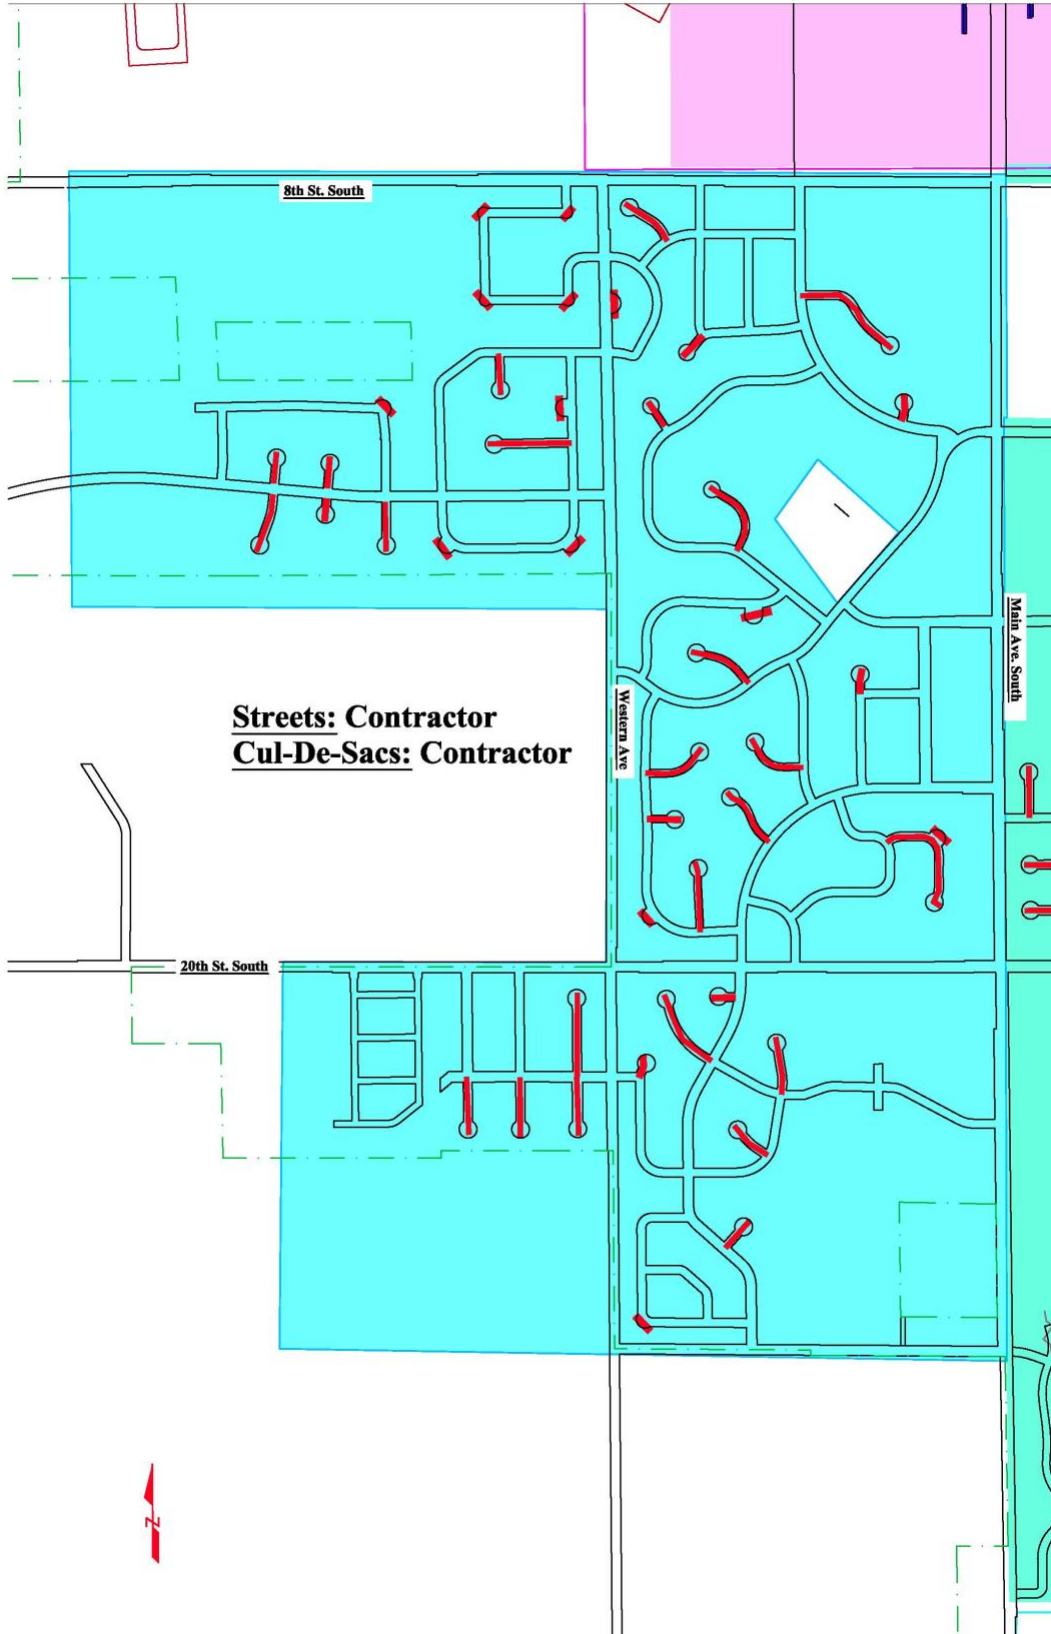 8th St. South
Main Ave. South
Western Ave
Streets: Contractor
Cul-De-Sacs: Contractor
20th St. South
N